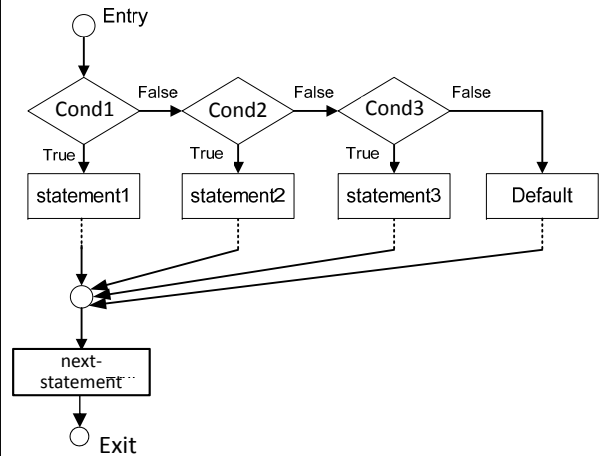 Entry
False
False
False
Cond1
Cond2
Cond3
True
True
True
statement1
statement2
statement3
Default
next-
statement
Exit